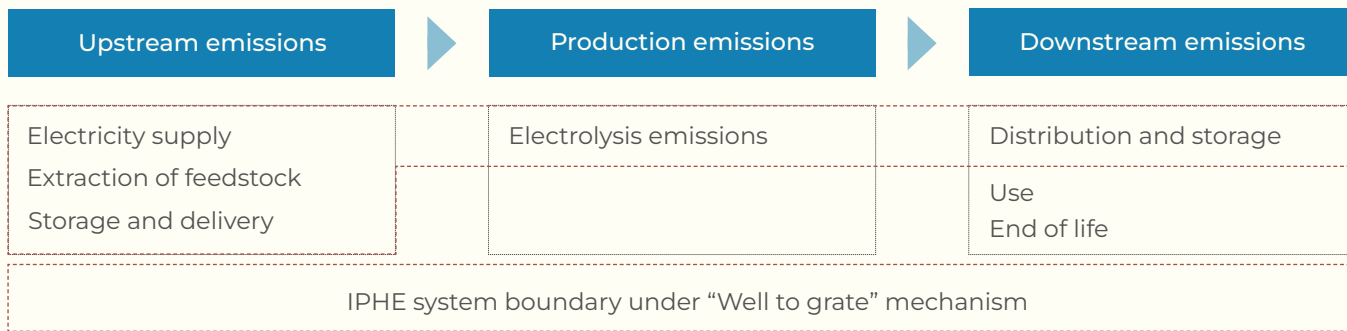 Upstream emissions
Production emissions
Downstream emissions
Electricity supply
Extraction of feedstock
Storage and delivery
Electrolysis emissions
Distribution and storage
Use
End of life
IPHE system boundary under “Well to grate” mechanism